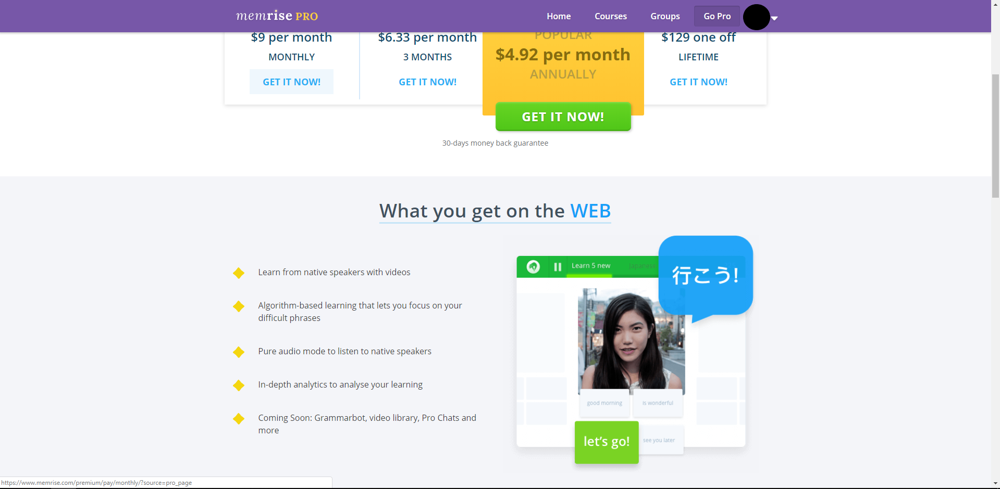 memrise PRO
Home
Courses
Groups
Go Pro
$9 per month
MONTHLY
GET IT NOW!
$6.33 per month
3 MONTHS
GET IT NOW!
POPULAR
$4.92 per month
ANNUALLY
GET IT NOW!
$129 one off
LIFETIME
GET IT NOW!
30-days money back guarantee
What you get on the WEB
Learn from native speakers with videos
Algorithm-based learning that lets you focus on your
difficult phrases
Pure audio mode to listen to native speakers
In-depth analytics to analyse your learning
Coming Soon: Grammarbot, video library, Pro Chats and
more
Learn 5 new
Japanese
行こう!
good morning
is wonderful
let's go!
see you later
https://www.memrise.com/premium/pay/monthly/?source=pro_page